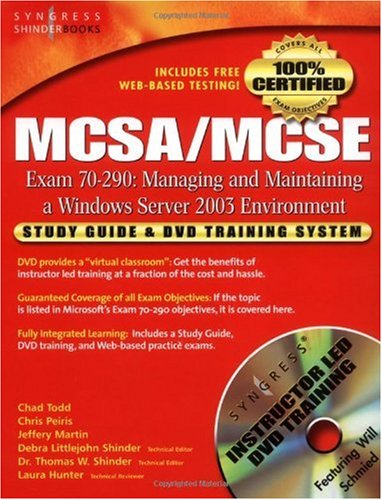 SYNGRESS
SHINDERBOOKS
INCLUDES FREE
WEB-BASED TESTING!
COVERS ALL
100%
CERTIFIED
EXAM OBJECTIVES
MCSA/MCSE
Exam 70-290: Managing and Maintaining
a Windows Server 2003 Environment
STUDY GUIDE & DVD TRAINING SYSTEM
DVD provides a "virtual classroom": Get the benefits of
instructor led training at a fraction of the cost and hassle.
Guaranteed Coverage of all Exam Objectives: If the topic
is listed in Microsoft's Exam 70-290 objectives, it is covered here.
Fully Integrated Learning: Includes a Study Guide,
DVD training, and Web-based practice exams.
Chad Todd
Chris Peiris
Jeffery Martin
Debra Littlejohn Shinder Technical Editor
Dr. Thomas W. Shinder Technical Editor
Laura Hunter Technical Reviewer
SYNGRESS®
INSTRUCTOR LED
DVD TRAINING
Featuring Will
Schmied